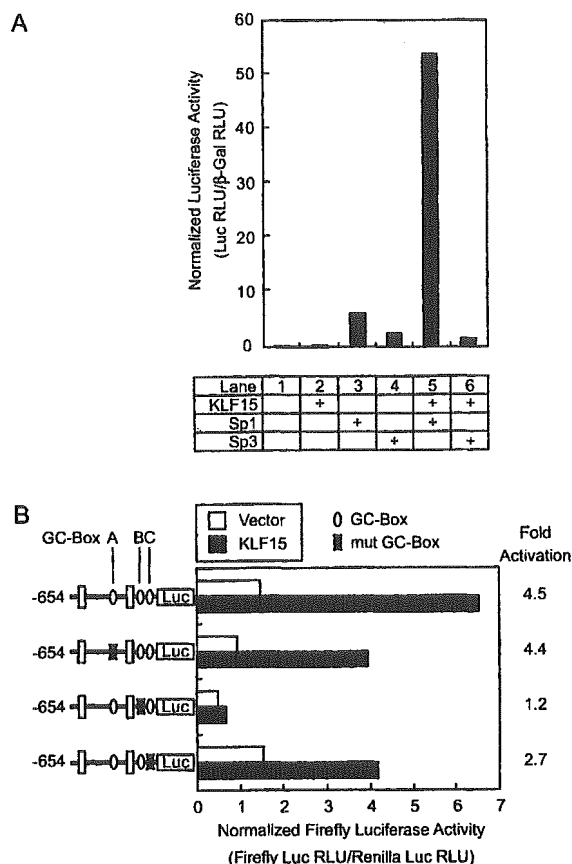 A
Normalized Luciferase Activity
(Luc RLU/β-Gal RLU)
60
50
40
30
20
10
0
Lane 1 2 3 4 5 6
KLF15 + + +
Sp1 + +
Sp3 + +
B
Vector
KLF15
GC-Box
mut GC-Box
GC-Box A BC
Fold
Activation
-654 Luc 4.5
-654 Luc 4.4
-654 Luc 1.2
-654 Luc 2.7
0 1 2 3 4 5 6 7
Normalized Firefly Luciferase Activity
(Firefly Luc RLU/Renilla Luc RLU)